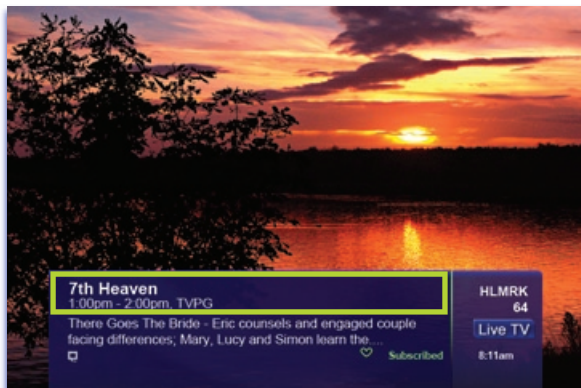 7th Heaven
1:00pm - 2:00pm, TVPG
There Goes The Bride - Eric counsels and engaged couple
facing differences; Mary, Lucy and Simon learn the....
Subscribed
HLMRK
64
Live TV
8:11am